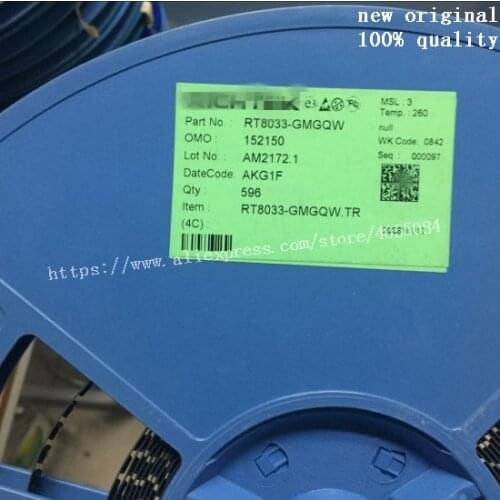 new original
100% quality
RICHTEK e3
MSL : 3
Temp. : 260
Part No. : RT8033-GMGQW
null
OMO : 152150
WK Code: 0842
Lot No. : AM2172.1
Seq : 000097
DateCode: AKG1F
Qty : 596
Item : RT8033-GMGQW.TR
(4C) :
https://www.aliexpress.com/store/4455084